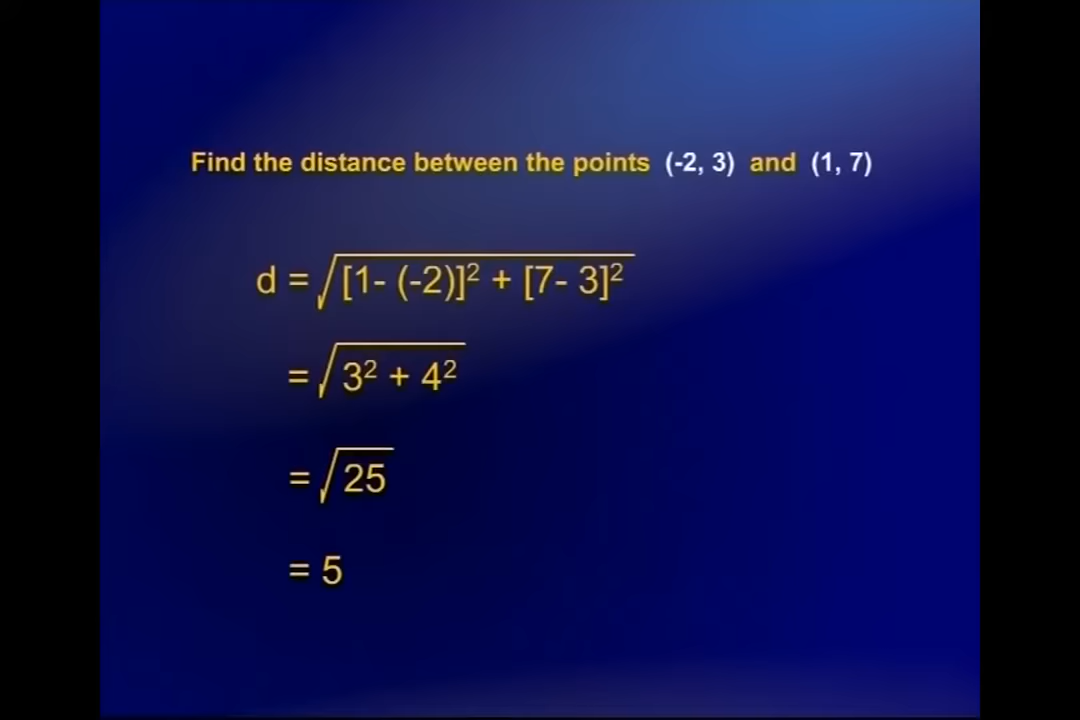 Find the distance between the points (-2, 3) and (1, 7)
d = √[1- (-2)]² + [7- 3]²
= √3² + 4²
= √25
= 5